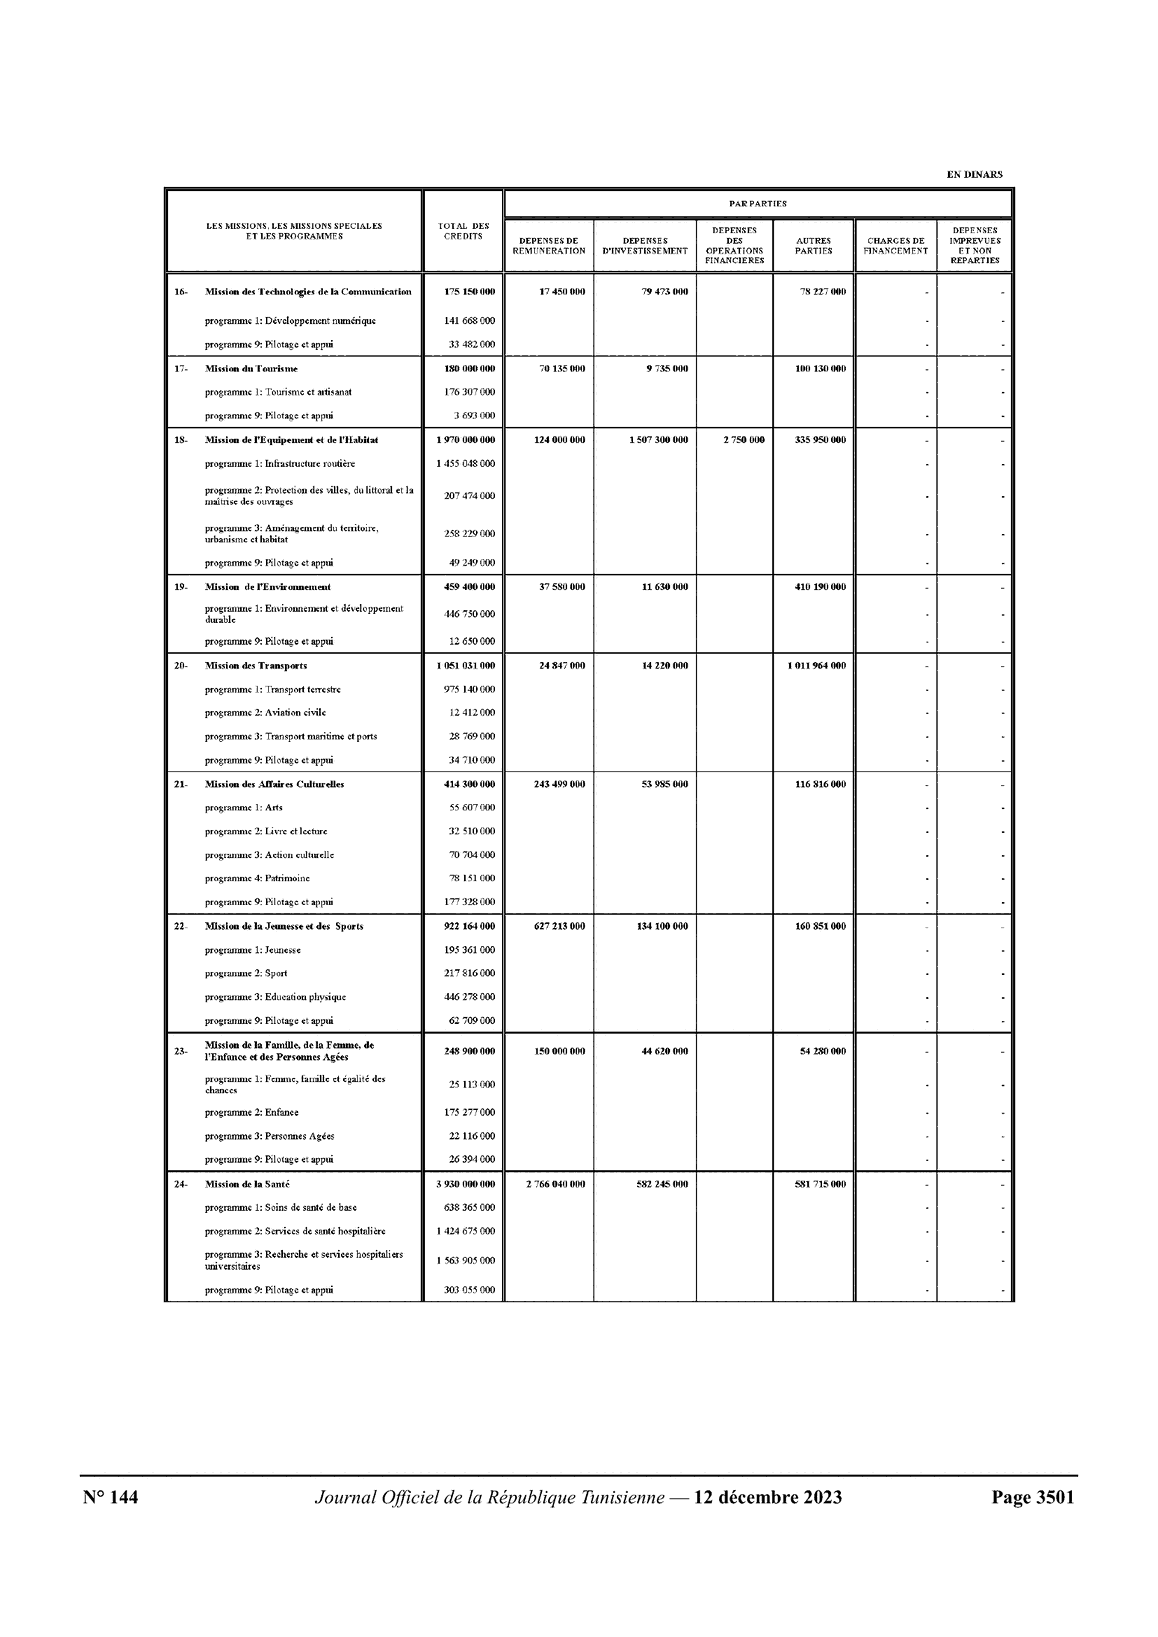 EN DINARS
LES MISSIONS, LES MISSIONS SPECIALES
ET LES PROGRAMMES
TOTAL DES
CREDITS
PAR PARTIES
DEPENSES DE
REMUNERATION
DEPENSES
D'INVESTISSEMENT
DEPENSES
DES
OPERATIONS
FINANCIERES
AUTRES
PARTIES
CHARGES DE
FINANCEMENT
DEPENSES
IMPREVUES
ET NON
REPARTIES
16- Mission des Technologies de la Communication 175 150 000 17 450 000 79 473 000 78 227 000 - -
programme 1: Développement numérique 141 668 000 - -
programme 9: Pilotage et appui 33 482 000 - -
17- Mission du Tourisme 180 000 000 70 135 000 9 735 000 100 130 000 - -
programme 1: Tourisme et artisanat 176 307 000 - -
programme 9: Pilotage et appui 3 693 000 - -
18- Mission de l'Equipement et de l'Habitat 1 970 000 000 124 000 000 1 507 300 000 2 750 000 335 950 000 - -
programme 1: Infrastructure routière 1 455 048 000 - -
programme 2: Protection des villes, du littoral et la
maîtrise des ouvrages 207 474 000 - -
programme 3: Aménagement du territoire,
urbanisme et habitat 258 229 000 - -
programme 9: Pilotage et appui 49 249 000 - -
19- Mission de l'Environnement 459 400 000 37 580 000 11 630 000 410 190 000 - -
programme 1: Environnement et développement
durable 446 750 000 - -
programme 9: Pilotage et appui 12 650 000 - -
20- Mission des Transports 1 051 031 000 24 847 000 14 220 000 1 011 964 000 - -
programme 1: Transport terrestre 975 140 000 - -
programme 2: Aviation civile 12 412 000 - -
programme 3: Transport maritime et ports 28 769 000 - -
programme 9: Pilotage et appui 34 710 000 - -
21- Mission des Affaires Culturelles 414 300 000 243 499 000 53 985 000 116 816 000 - -
programme 1: Arts 55 607 000 - -
programme 2: Livre et lecture 32 510 000 - -
programme 3: Action culturelle 70 704 000 - -
programme 4: Patrimoine 78 151 000 - -
programme 9: Pilotage et appui 177 328 000 - -
22- Mission de la Jeunesse et des Sports 922 164 000 627 213 000 134 100 000 160 851 000 - -
programme 1: Jeunesse 195 361 000 - -
programme 2: Sport 217 816 000 - -
programme 3: Education physique 446 278 000 - -
programme 9: Pilotage et appui 62 709 000 - -
23- Mission de la Famille, de la Femme, de
l'Enfance et des Personnes Agées 248 900 000 150 000 000 44 620 000 54 280 000 - -
programme 1: Femme, famille et égalité des
chances 25 113 000 - -
programme 2: Enfance 175 277 000 - -
programme 3: Personnes Agées 22 116 000 - -
programme 9: Pilotage et appui 26 394 000 - -
24- Mission de la Santé 3 930 000 000 2 766 040 000 582 245 000 581 715 000 - -
programme 1: Soins de santé de base 638 365 000 - -
programme 2: Services de santé hospitalière 1 424 675 000 - -
programme 3: Recherche et services hospitaliers
universitaires 1 563 905 000 - -
programme 9: Pilotage et appui 303 055 000 - -
N° 144 Journal Officiel de la République Tunisienne — 12 décembre 2023 Page 3501